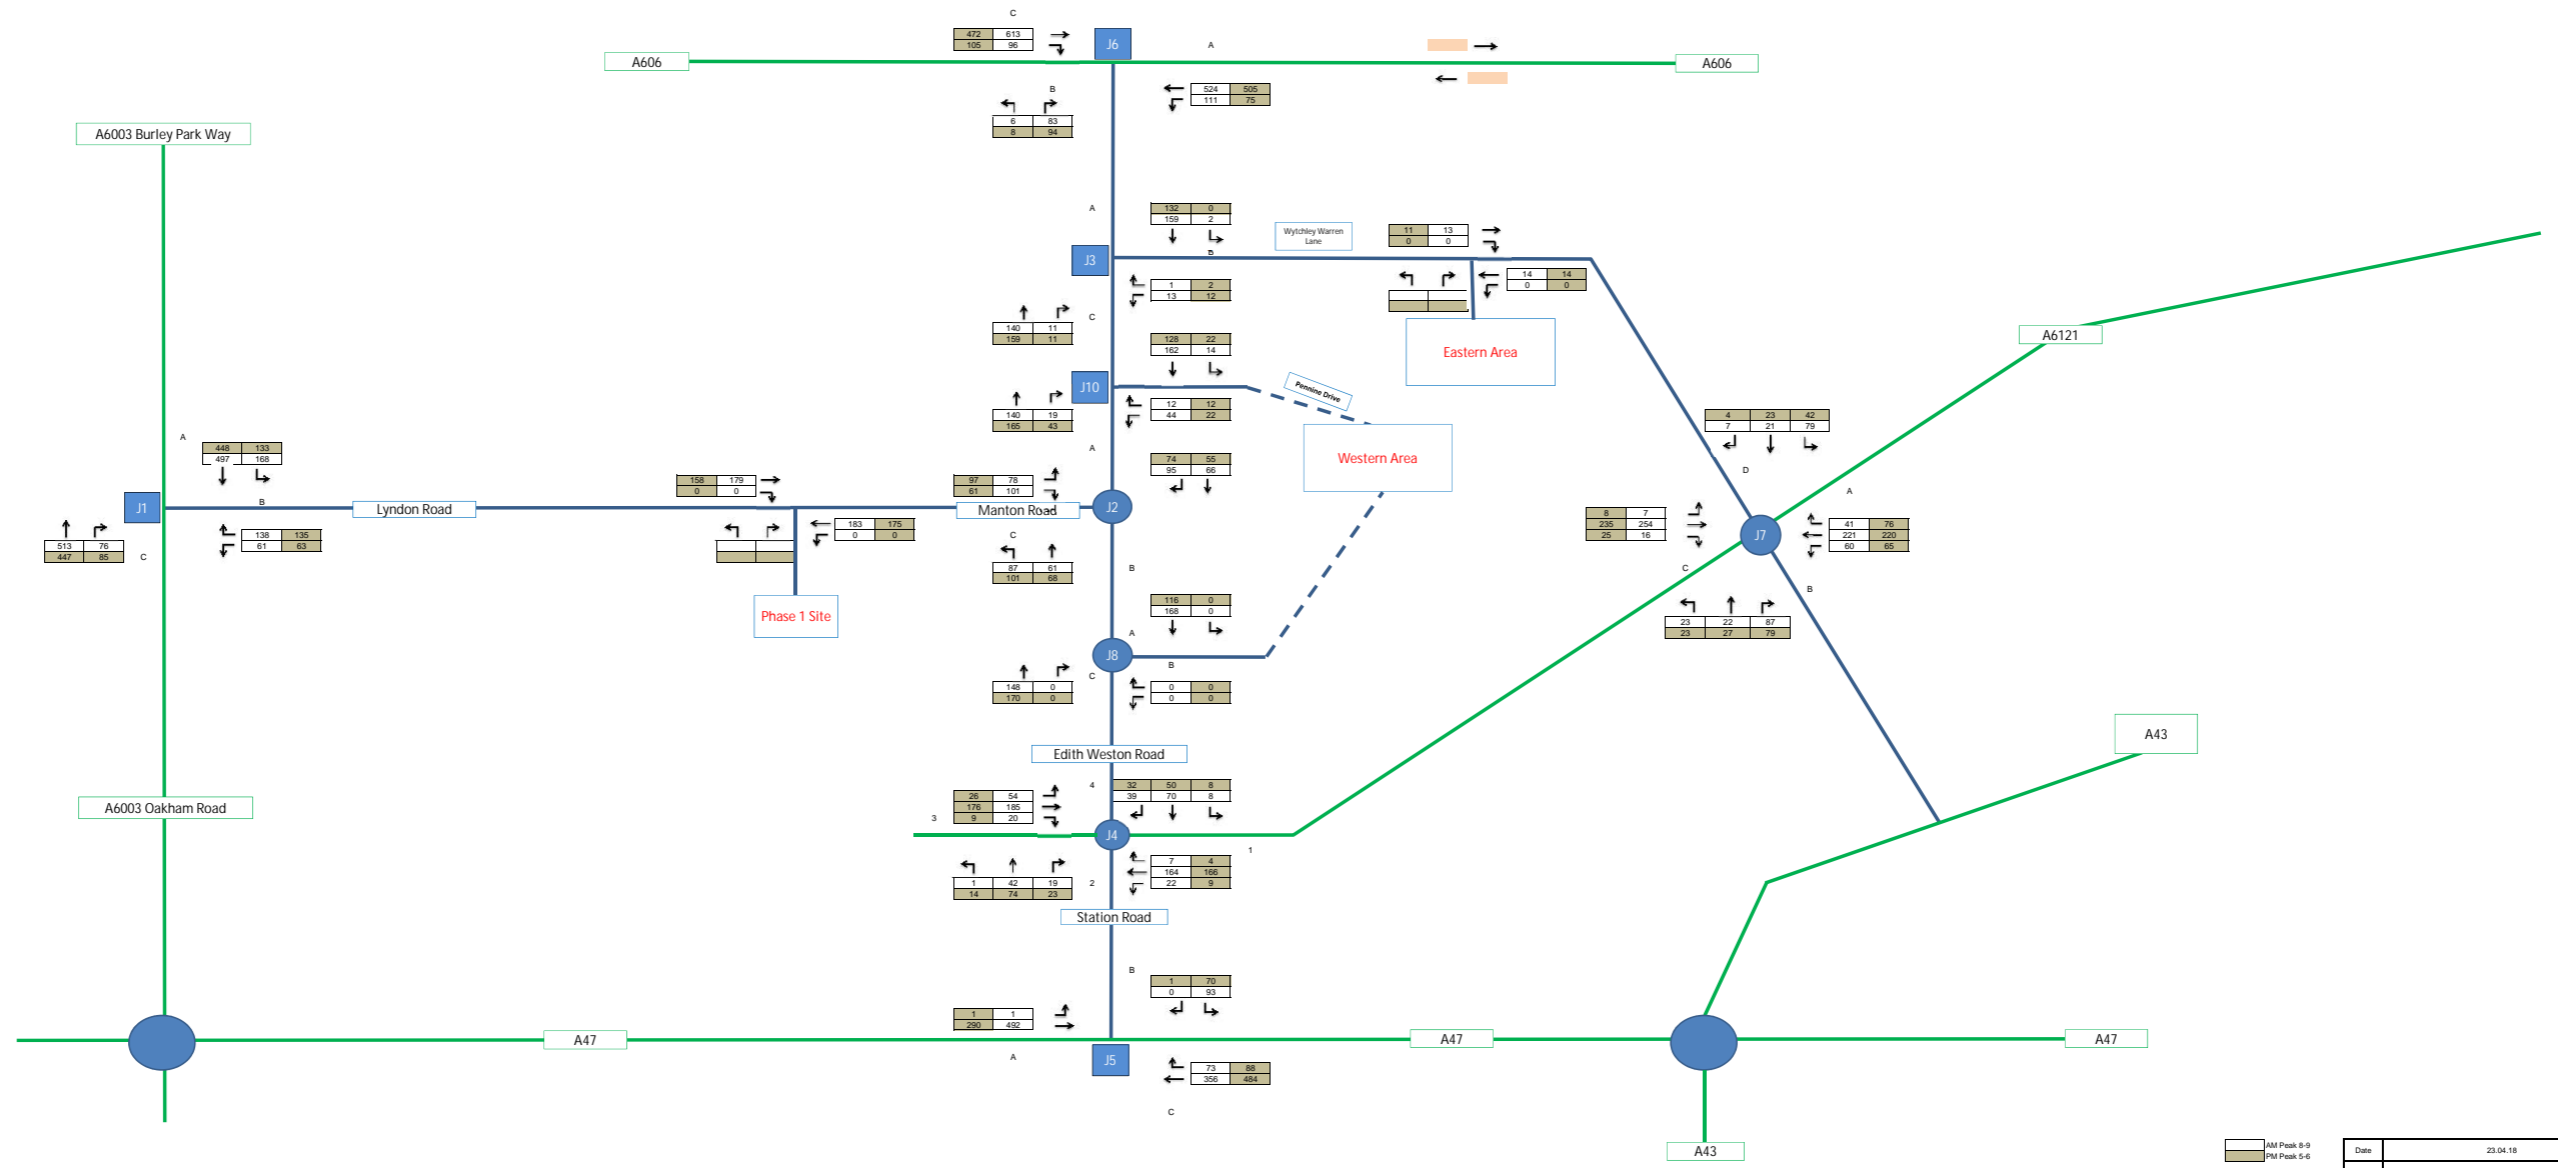 C
472 613
105 96
J6
A
A606
A606
524 505
111 75
B
6 83
8 94
A6003 Burley Park Way
A
132 0
159 2
Wytchley Warren
Lane
11 13
0 0
J3
B
14 14
0 0
1 2
13 12
C
140 11
159 11
Eastern Area
A6121
128 22
162 14
J10
Pennine Drive
12 12
44 22
140 19
165 43
4 23 42
7 21 79
A
448 133
497 168
A
74 55
95 66
Western Area
D
158 179
0 0
97 78
61 101
A
J1
B
Lyndon Road
Manton Road
J2
8 7
235 254
25 16
J7
41 76
221 220
60 65
138 135
61 63
183 175
0 0
513 76
447 85
C
C
87 61
101 68
B
C
B
116 0
168 0
Phase 1 Site
23 22 87
23 27 79
A
J8
B
C
148 0
170 0
0 0
0 0
A43
Edith Weston Road
4
32 50 8
39 70 8
A6003 Oakham Road
26 54
176 185
9 20
3
J4
1
7 4
164 166
22 9
1 42 19
14 74 23
2
Station Road
B
1 70
0 93
1 1
290 492
A47
A47
A47
A
J5
73 88
356 484
C
A43
AM Peak 8-9
PM Peak 5-6
Date 23.04.18